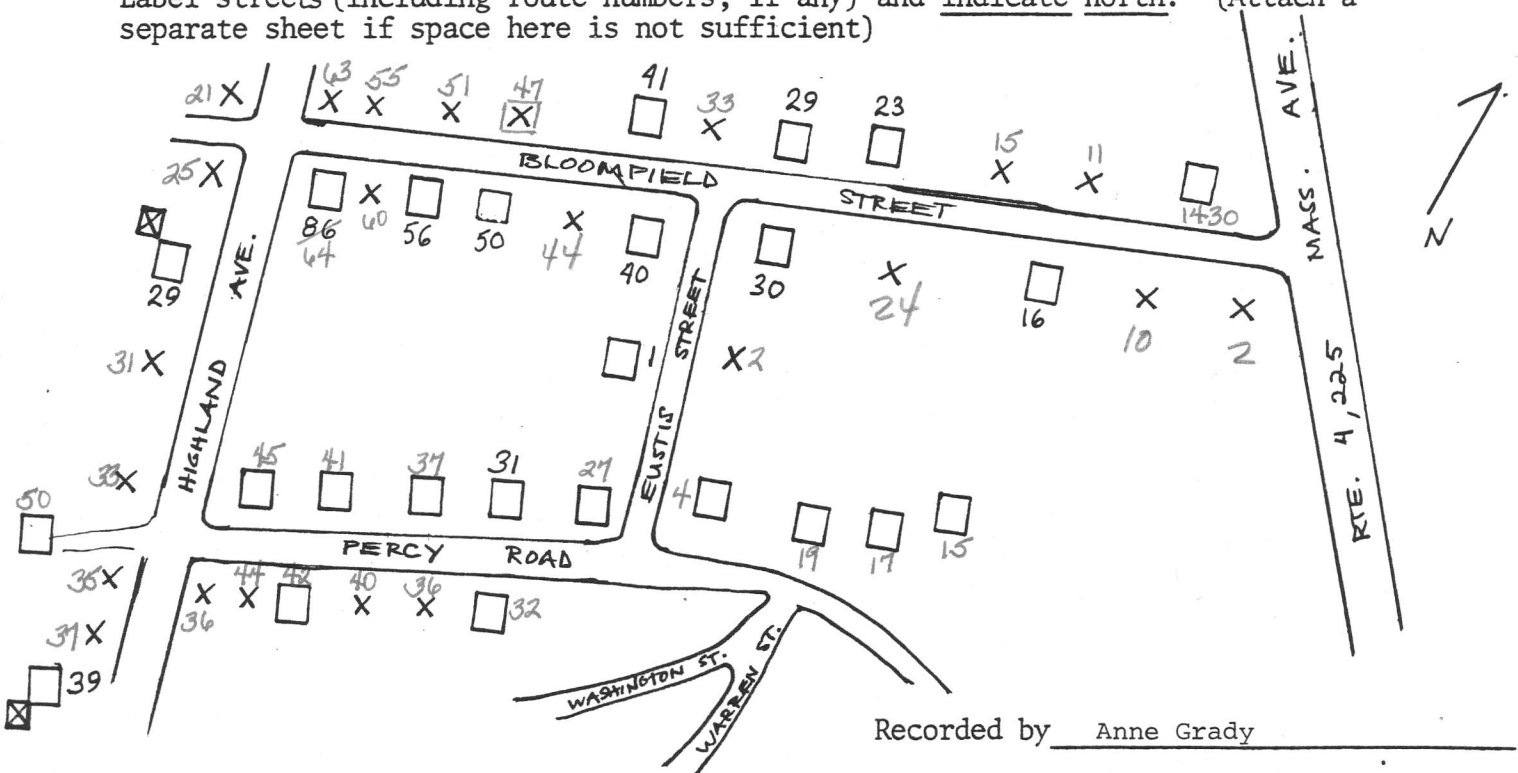 Label streets (including route numbers, if any) and indicate north. (Attach a
separate sheet if space here is not sufficient)
21 63 55 51 47 41 33 29 23 15 11 1430
25
BLOOMFIELD STREET
MASS. AVE.
N
86 64 60 56 50 44 40 30 24 16 10 2
29
HIGHLAND AVE.
31
1 EUSTIS STREET 2
RTE. 4, 225
33
45 41 37 31 27 4 19 17 15
50
PERCY ROAD
35
36 44 42 40 36 32
37
39
WASHINGTON ST.
WARREN ST.
Recorded by Anne Grady